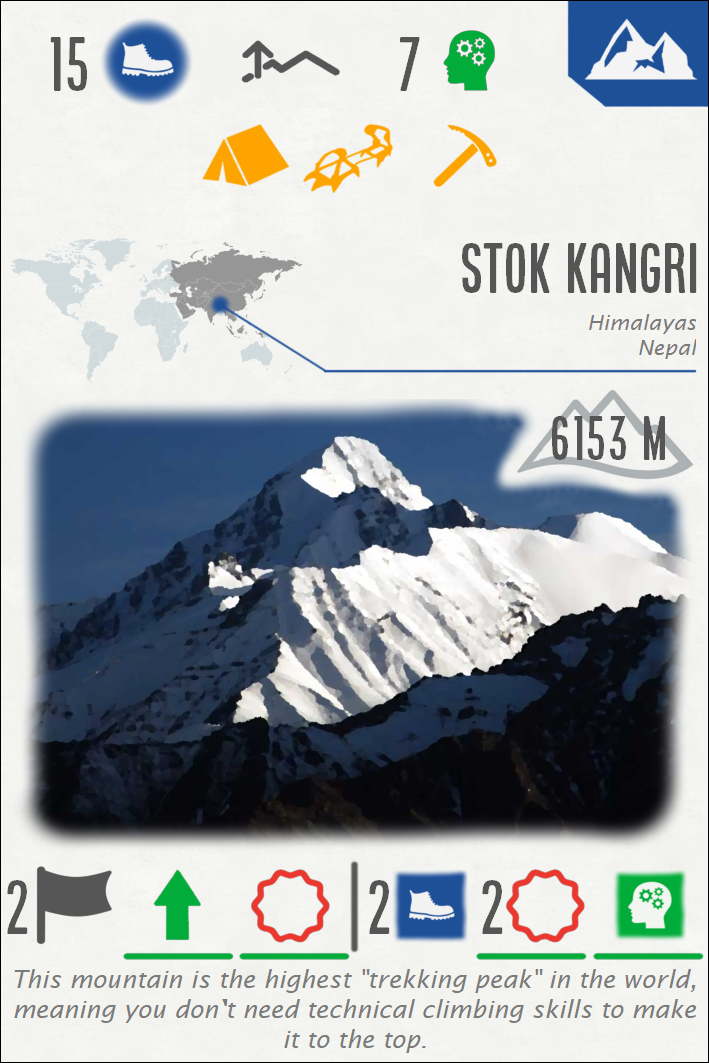 15 7
STOK KANGRI
Himalayas
Nepal
6153 M
2 2 2
This mountain is the highest "trekking peak" in the world,
meaning you don't need technical climbing skills to make
it to the top.